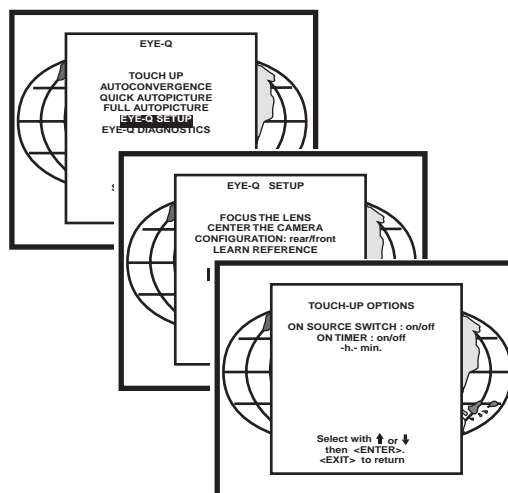 EYE-Q
TOUCH UP
AUTOCONVERGENCE
QUICK AUTOPICTURE
FULL AUTOPICTURE
EYE-Q SETUP
EYE-Q DIAGNOSTICS
EYE-Q SETUP
FOCUS THE LENS
CENTER THE CAMERA
CONFIGURATION: rear/front
LEARN REFERENCE
TOUCH-UP OPTIONS
ON SOURCE SWITCH : on/off
ON TIMER : on/off
-h.- min.
Select with ⬆ or ⬇
then <ENTER>.
<EXIT> to return